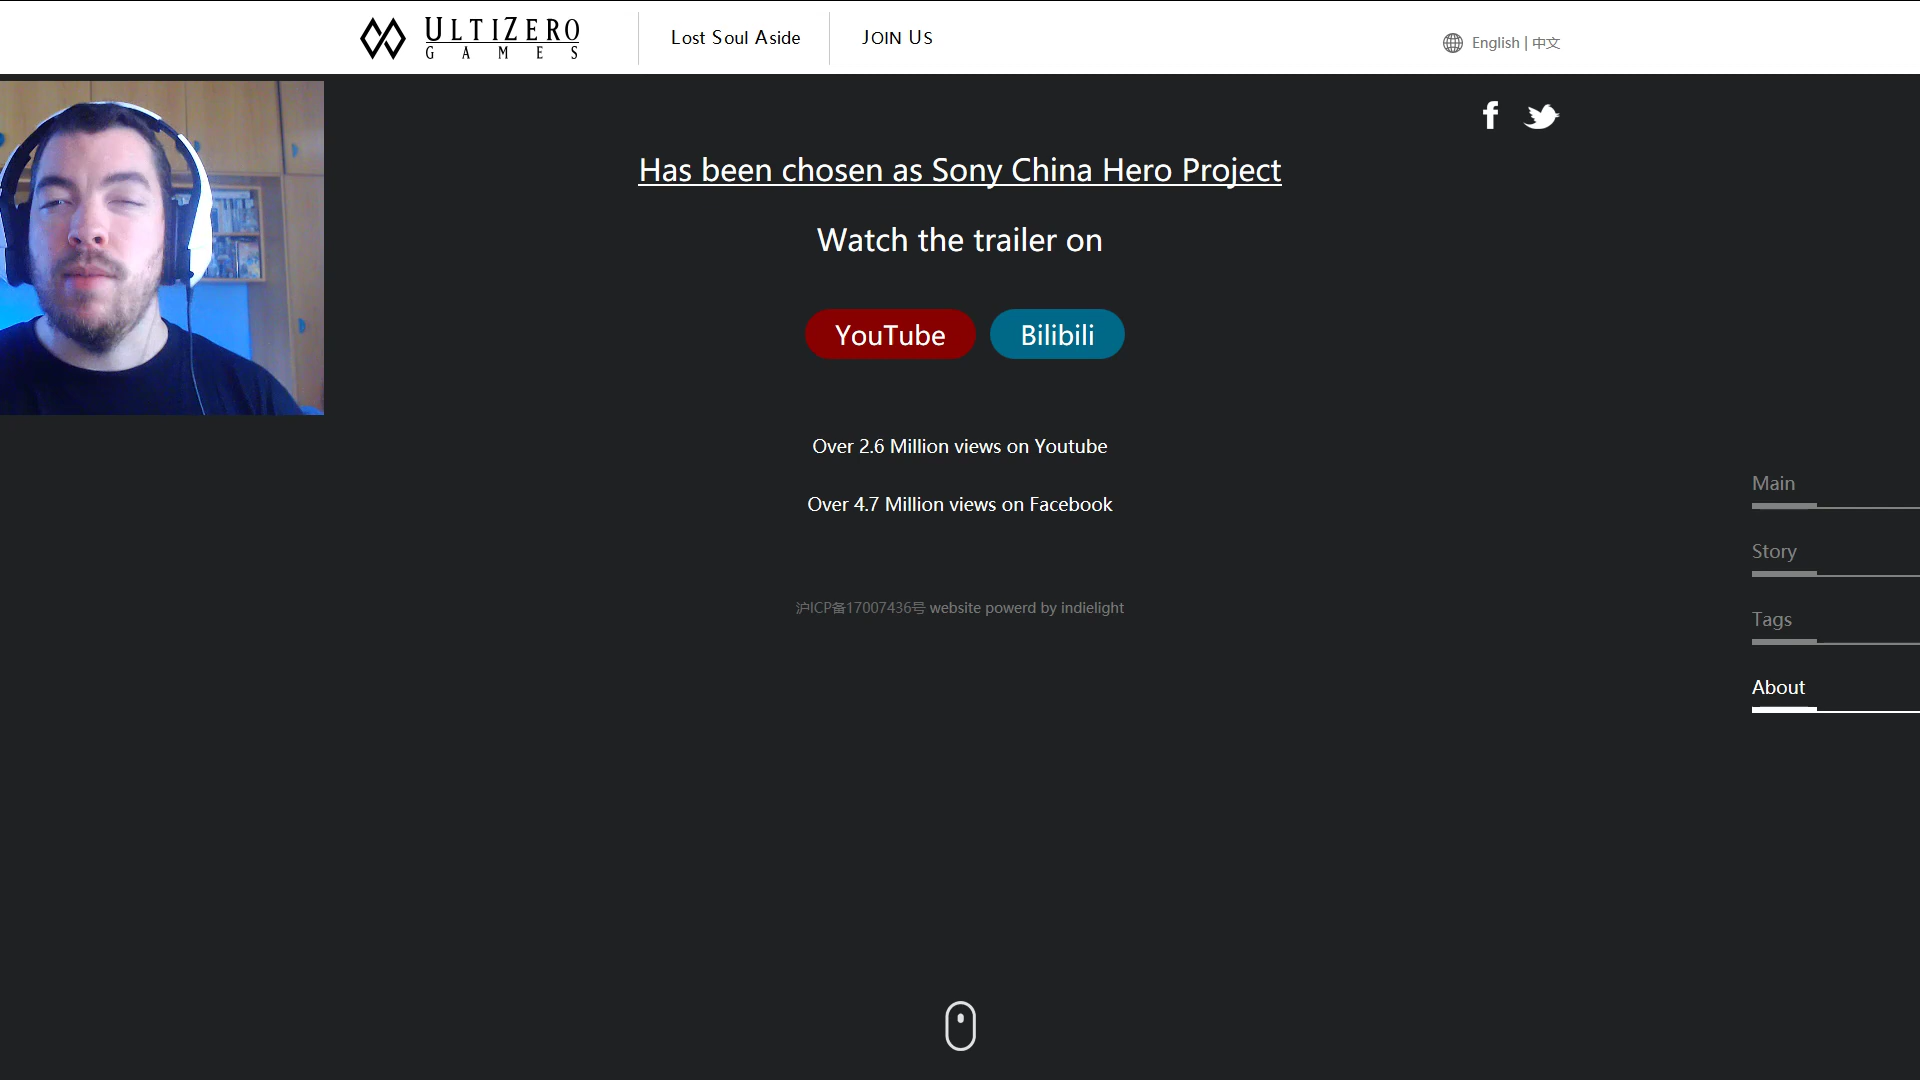 ULTIZERO
GAMES
Lost Soul Aside
JOIN US
English | 中文
Has been chosen as Sony China Hero Project
Watch the trailer on
YouTube
Bilibili
Over 2.6 Million views on Youtube
Over 4.7 Million views on Facebook
沪ICP备17007436号 website powerd by indielight
Main
Story
Tags
About